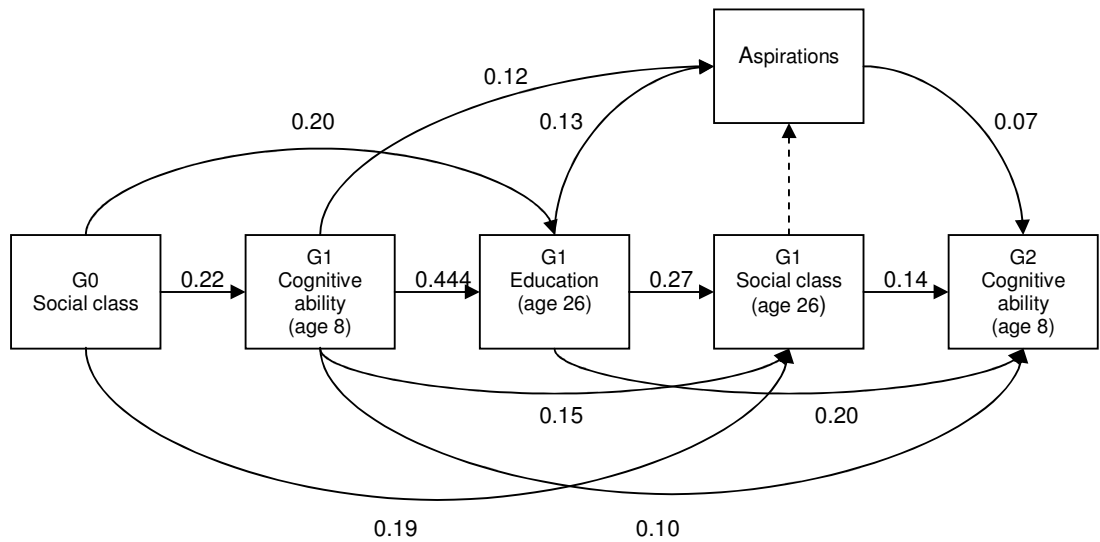 Aspirations
0.12
0.20
0.13
0.07
G0
Social class
0.22
G1
Cognitive
ability
(age 8)
0.444
G1
Education
(age 26)
0.27
G1
Social class
(age 26)
0.14
G2
Cognitive
ability
(age 8)
0.15
0.20
0.19
0.10